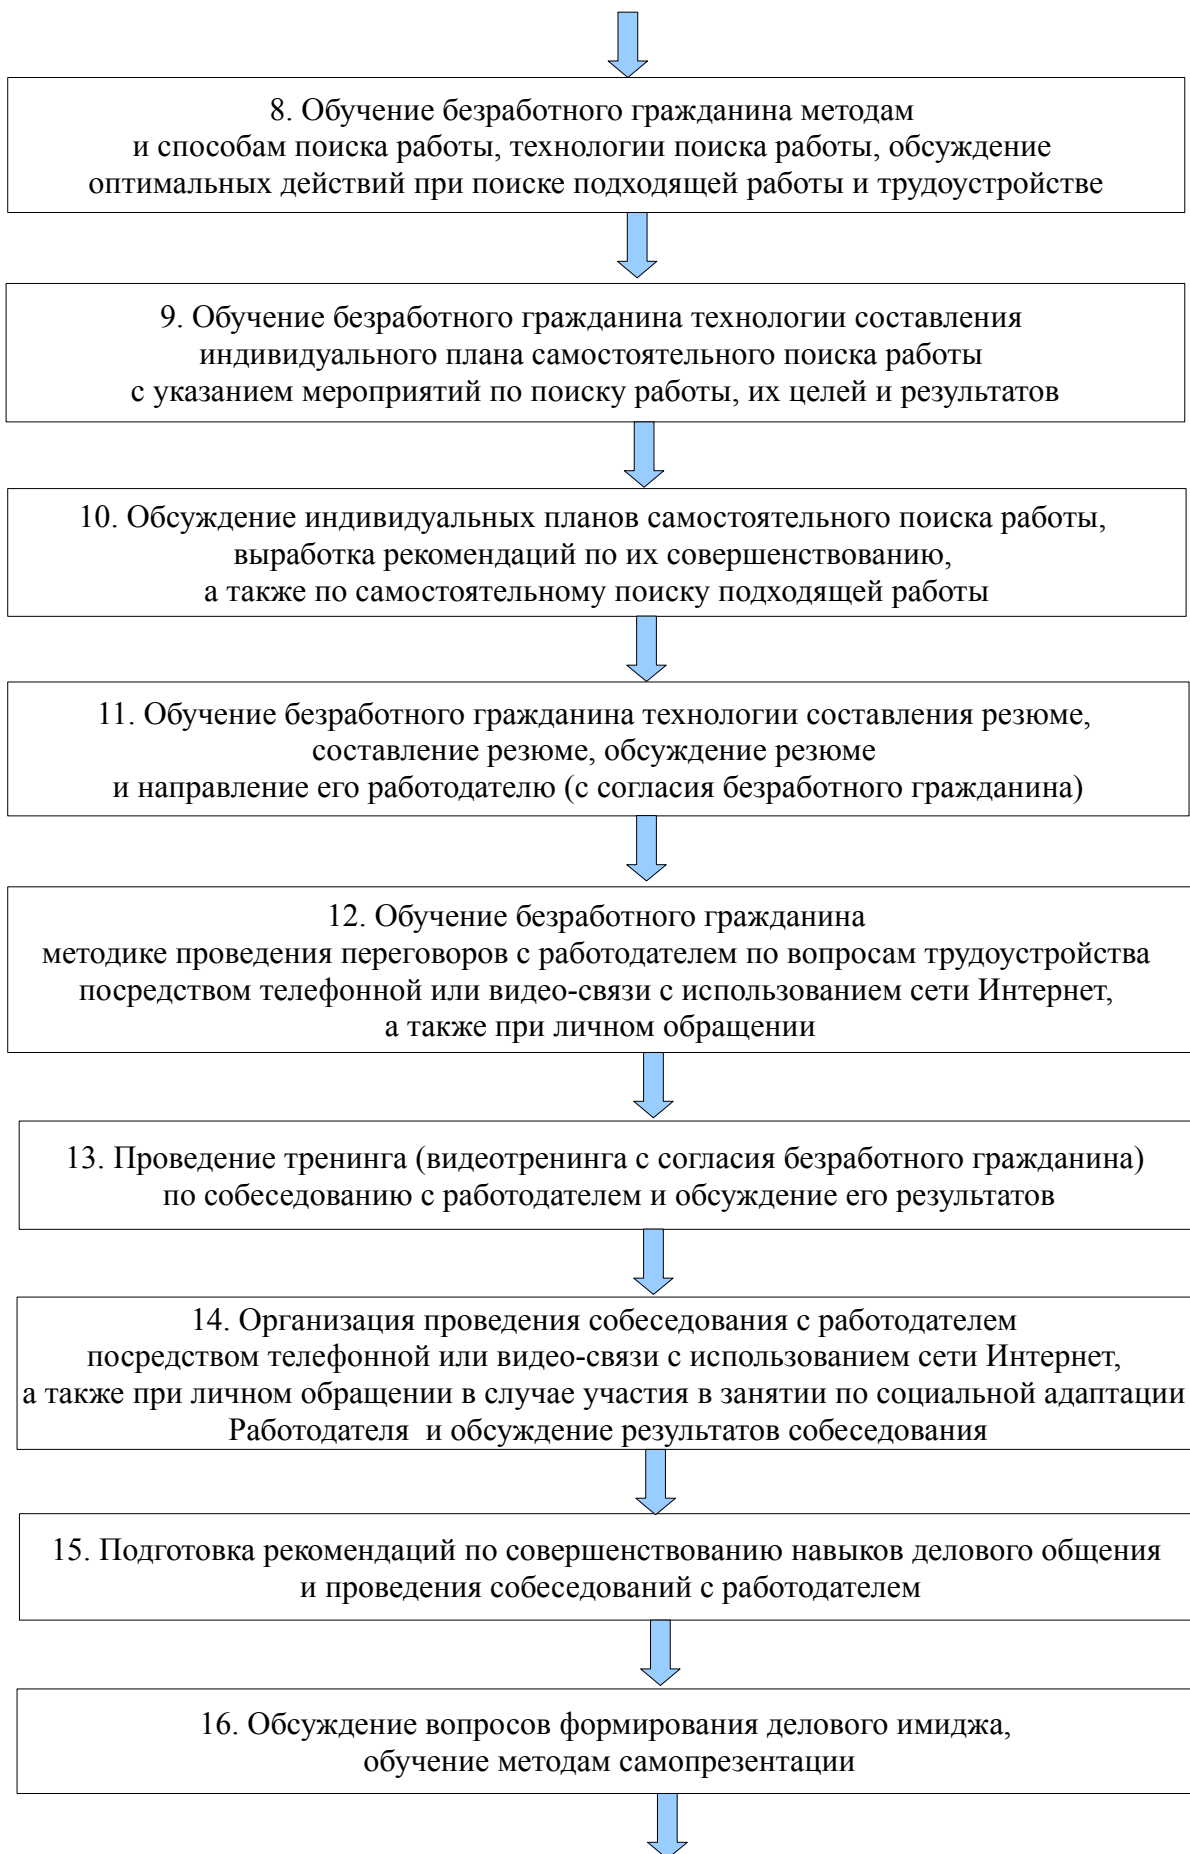 8. Обучение безработного гражданина методам
и способам поиска работы, технологии поиска работы, обсуждение
оптимальных действий при поиске подходящей работы и трудоустройстве
9. Обучение безработного гражданина технологии составления
индивидуального плана самостоятельного поиска работы
с указанием мероприятий по поиску работы, их целей и результатов
10. Обсуждение индивидуальных планов самостоятельного поиска работы,
выработка рекомендаций по их совершенствованию,
а также по самостоятельному поиску подходящей работы
11. Обучение безработного гражданина технологии составления резюме,
составление резюме, обсуждение резюме
и направление его работодателю (с согласия безработного гражданина)
12. Обучение безработного гражданина
методике проведения переговоров с работодателем по вопросам трудоустройства
посредством телефонной или видео-связи с использованием сети Интернет,
а также при личном обращении
13. Проведение тренинга (видеотренинга с согласия безработного гражданина)
по собеседованию с работодателем и обсуждение его результатов
14. Организация проведения собеседования с работодателем
посредством телефонной или видео-связи с использованием сети Интернет,
а также при личном обращении в случае участия в занятии по социальной адаптации
Работодателя  и обсуждение результатов собеседования
15. Подготовка рекомендаций по совершенствованию навыков делового общения
и проведения собеседований с работодателем
16. Обсуждение вопросов формирования делового имиджа,
обучение методам самопрезентации